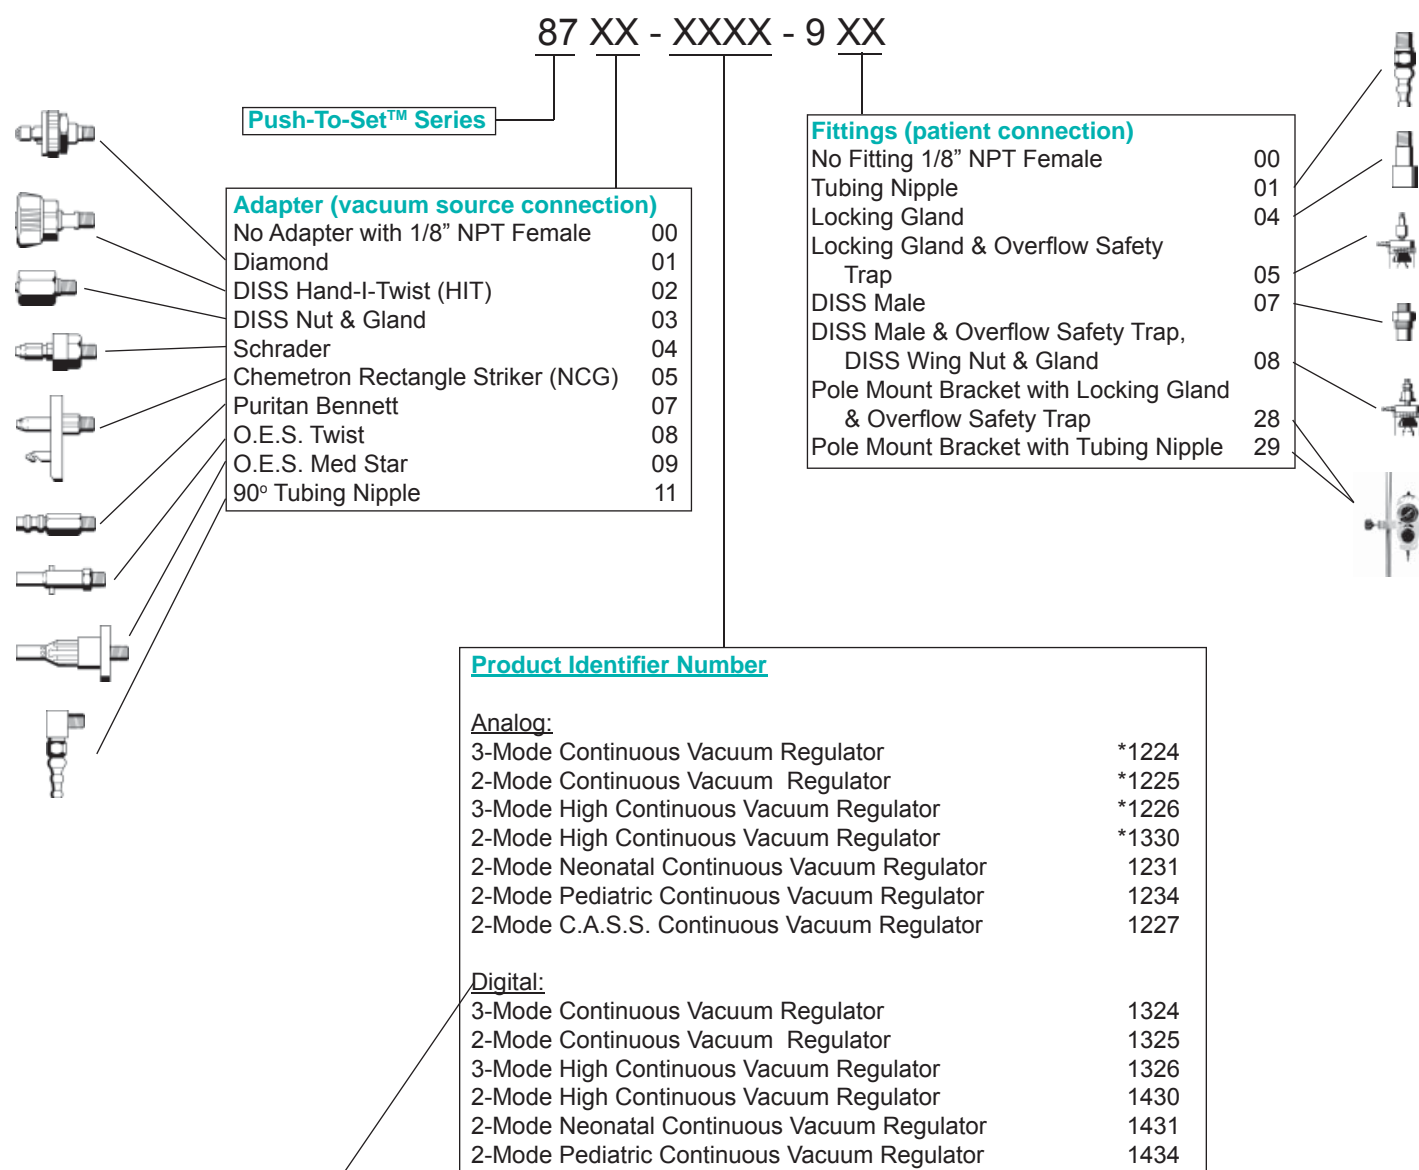 87 XX - XXXX - 9 XX
Push-To-Set™ Series
Adapter (vacuum source connection)
No Adapter with 1/8” NPT Female 00
Diamond 01
DISS Hand-I-Twist (HIT) 02
DISS Nut & Gland 03
Schrader 04
Chemetron Rectangle Striker (NCG) 05
Puritan Bennett 07
O.E.S. Twist 08
O.E.S. Med Star 09
90° Tubing Nipple 11
Fittings (patient connection)
No Fitting 1/8” NPT Female 00
Tubing Nipple 01
Locking Gland 04
Locking Gland & Overflow Safety
Trap 05
DISS Male 07
DISS Male & Overflow Safety Trap,
DISS Wing Nut & Gland 08
Pole Mount Bracket with Locking Gland
& Overflow Safety Trap 28
Pole Mount Bracket with Tubing Nipple 29
Product Identifier Number
Analog:
3-Mode Continuous Vacuum Regulator *1224
2-Mode Continuous Vacuum Regulator *1225
3-Mode High Continuous Vacuum Regulator *1226
2-Mode High Continuous Vacuum Regulator *1330
2-Mode Neonatal Continuous Vacuum Regulator 1231
2-Mode Pediatric Continuous Vacuum Regulator 1234
2-Mode C.A.S.S. Continuous Vacuum Regulator 1227
Digital:
3-Mode Continuous Vacuum Regulator 1324
2-Mode Continuous Vacuum Regulator 1325
3-Mode High Continuous Vacuum Regulator 1326
2-Mode High Continuous Vacuum Regulator 1430
2-Mode Neonatal Continuous Vacuum Regulator 1431
2-Mode Pediatric Continuous Vacuum Regulator 1434